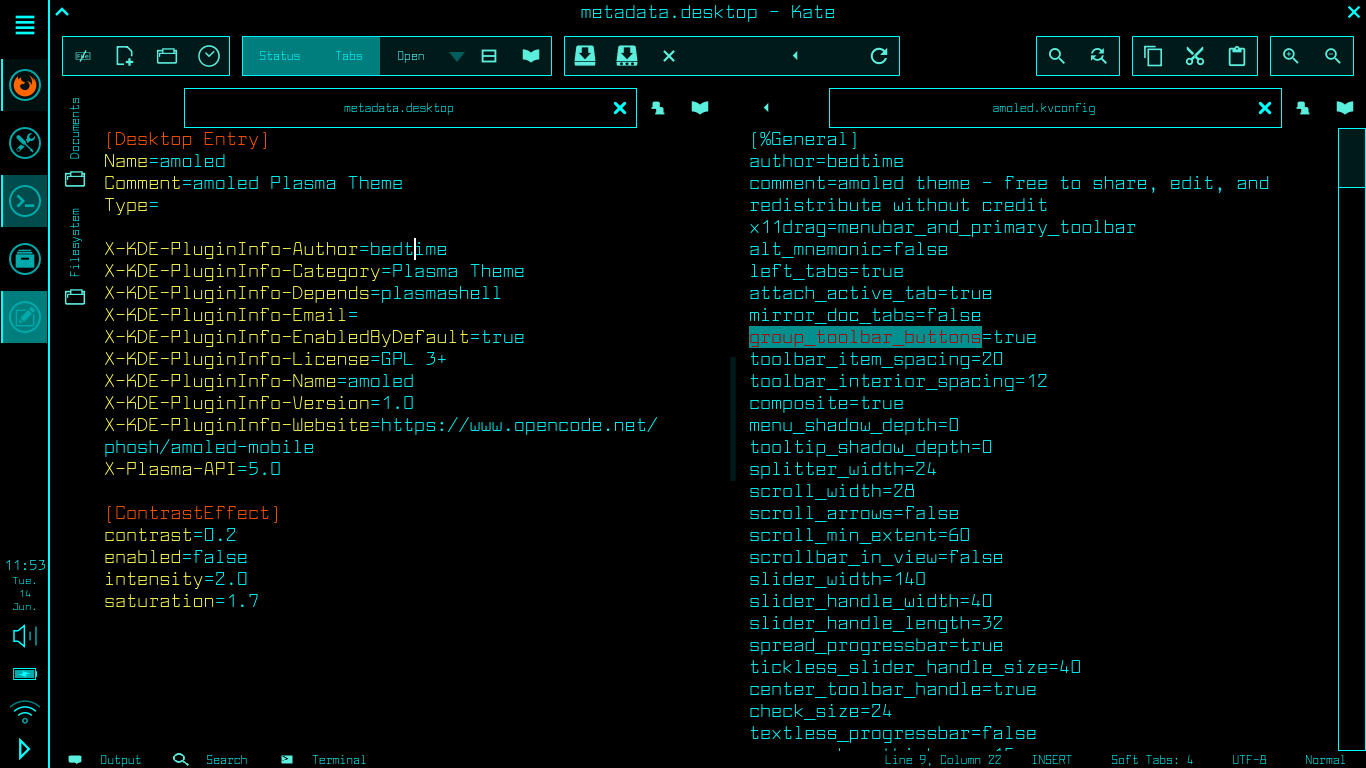 metadata.desktop - Kate
Status Tabs Open
Documents
Filesystem
metadata.desktop
[Desktop Entry]
Name=amoled
Comment=amoled Plasma Theme
Type=
X-KDE-PluginInfo-Author=bedtime
X-KDE-PluginInfo-Category=Plasma Theme
X-KDE-PluginInfo-Depends=plasmashell
X-KDE-PluginInfo-Email=
X-KDE-PluginInfo-EnabledByDefault=true
X-KDE-PluginInfo-License=GPL 3+
X-KDE-PluginInfo-Name=amoled
X-KDE-PluginInfo-Version=1.0
X-KDE-PluginInfo-Website=https://www.opencode.net/
phosh/amoled-mobile
X-Plasma-API=5.0
[ContrastEffect]
contrast=0.2
enabled=false
intensity=2.0
saturation=1.7
amoled.kvconfig
[%General]
author=bedtime
comment=amoled theme - free to share, edit, and
redistribute without credit
x11drag=menubar_and_primary_toolbar
alt_mnemonic=false
left_tabs=true
attach_active_tab=true
mirror_doc_tabs=false
group_toolbar_buttons=true
toolbar_item_spacing=20
toolbar_interior_spacing=12
composite=true
menu_shadow_depth=0
tooltip_shadow_depth=0
splitter_width=24
scroll_width=28
scroll_arrows=false
scroll_min_extent=60
scrollbar_in_view=false
slider_width=140
slider_handle_width=40
slider_handle_length=32
spread_progressbar=true
tickless_slider_handle_size=40
center_toolbar_handle=true
check_size=24
textless_progressbar=false
11:53
Tue.
14
Jun.
Output Search Terminal
Line 9, Column 22 INSERT Soft Tabs: 4 UTF-8 Normal